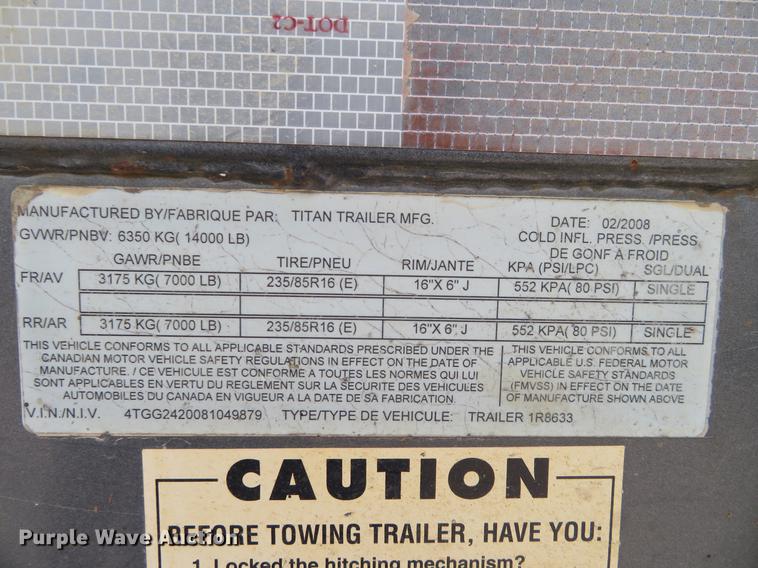 DOT-C2
MANUFACTURED BY/FABRIQUE PAR: TITAN TRAILER MFG. DATE: 02/2008
GVWR/PNBV: 6350 KG( 14000 LB) COLD INFL. PRESS. /PRESS.
DE GONF A FROID
GAWR/PNBE TIRE/PNEU RIM/JANTE KPA (PSI/LPC) SGL/DUAL
FR/AV 3175 KG( 7000 LB) 235/85R16 (E) 16"X 6" J 552 KPA( 80 PSI) SINGLE
RR/AR 3175 KG( 7000 LB) 235/85R16 (E) 16"X 6" J 552 KPA( 80 PSI) SINGLE
THIS VEHICLE CONFORMS TO ALL APPLICABLE STANDARDS PRESCRIBED UNDER THE
CANADIAN MOTOR VEHICLE SAFETY REGULATIONS IN EFFECT ON THE DATE OF
MANUFACTURE. / CE VEHICULE EST CONFORME A TOUTES LES NORMES QUI LUI
SONT APPLICABLES EN VERTU DU REGLEMENT SUR LA SECURITE DES VEHICULES
AUTOMOBILES DU CANADA EN VIGUEUR A LA DATE DE SA FABRICATION.
THIS VEHICLE CONFORMS TO ALL
APPLICABLE U.S. FEDERAL MOTOR
VEHICLE SAFETY STANDARDS
(FMVSS) IN EFFECT ON THE DATE
OF MANUFACTURE SHOWN ABOVE
V.I.N./N.I.V. 4TGG2420081049879 TYPE/TYPE DU VEHICULE: TRAILER 1R8633
CAUTION
BEFORE TOWING TRAILER, HAVE YOU:
1. Locked the hitching mechanism?
Purple Wave Auction